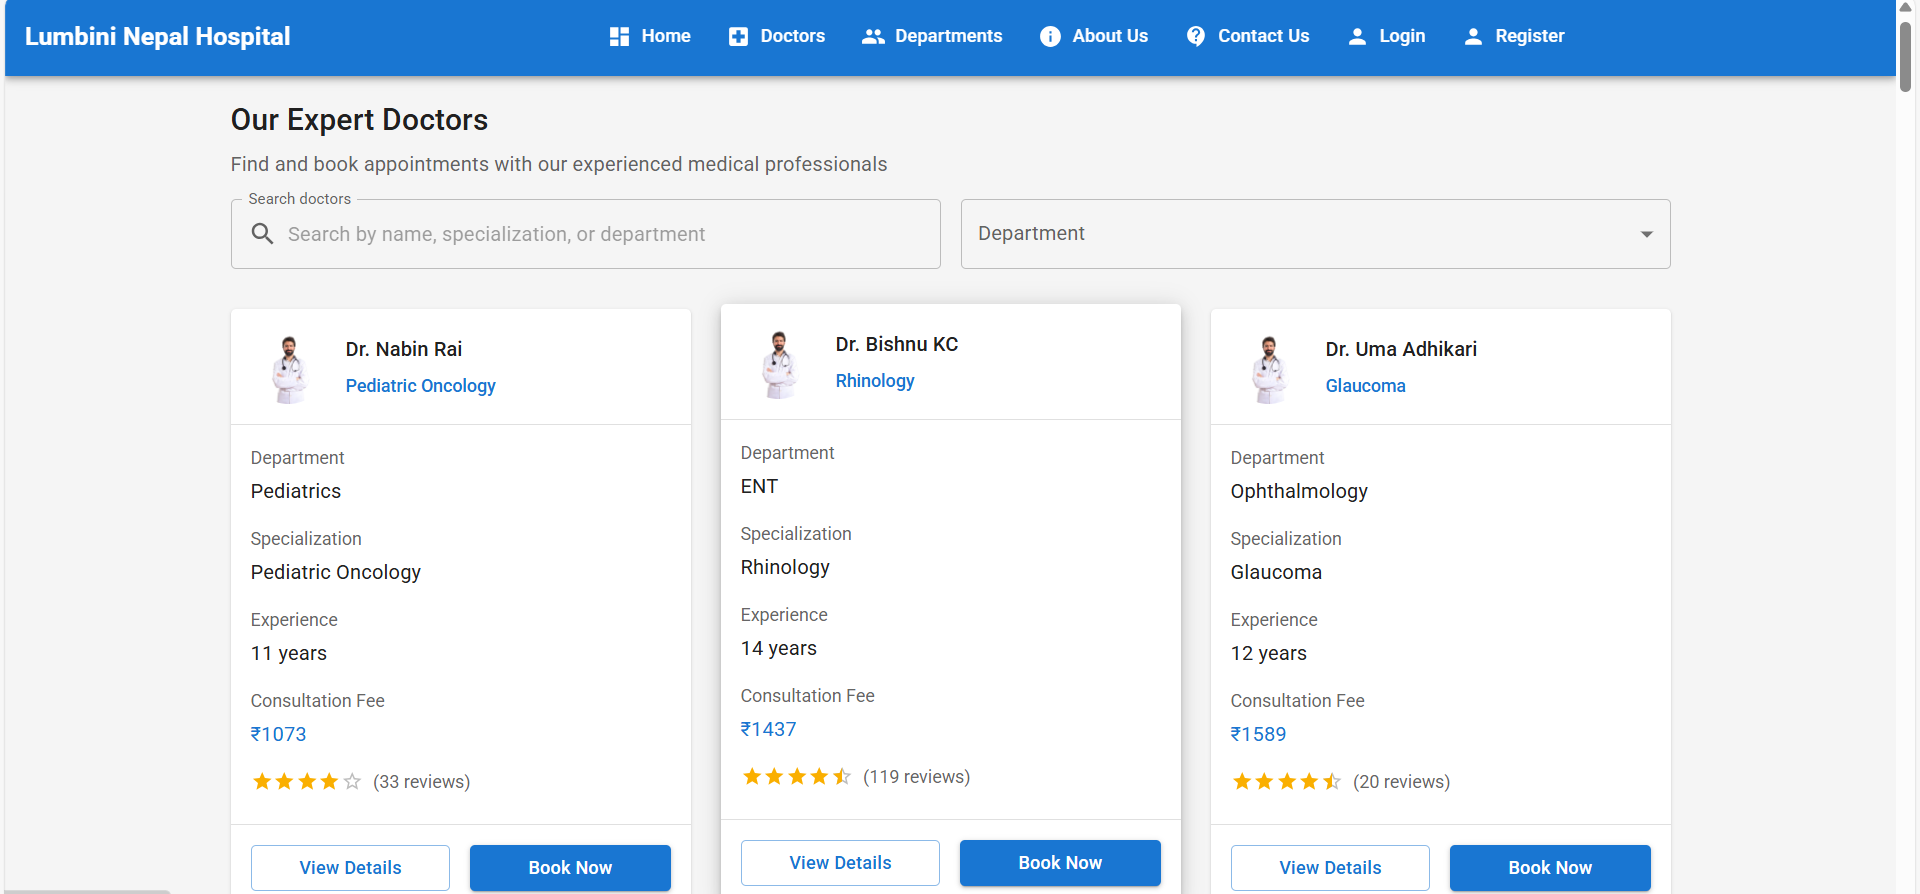 Lumbini Nepal Hospital
Home
Doctors
Departments
About Us
Contact Us
Login
Register
Our Expert Doctors
Find and book appointments with our experienced medical professionals
Search doctors
Search by name, specialization, or department
Department
Dr. Nabin Rai
Pediatric Oncology
Department
Pediatrics
Specialization
Pediatric Oncology
Experience
11 years
Consultation Fee
₹1073
(33 reviews)
View Details
Book Now
Dr. Bishnu KC
Rhinology
Department
ENT
Specialization
Rhinology
Experience
14 years
Consultation Fee
₹1437
(119 reviews)
View Details
Book Now
Dr. Uma Adhikari
Glaucoma
Department
Ophthalmology
Specialization
Glaucoma
Experience
12 years
Consultation Fee
₹1589
(20 reviews)
View Details
Book Now